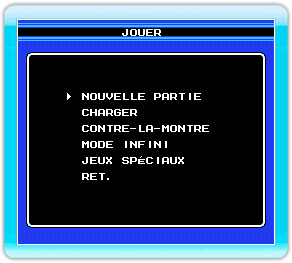 JOUER
NOUVELLE PARTIE
CHARGER
CONTRE-LA-MONTRE
MODE INFINI
JEUX SPÉCIAUX
RET.